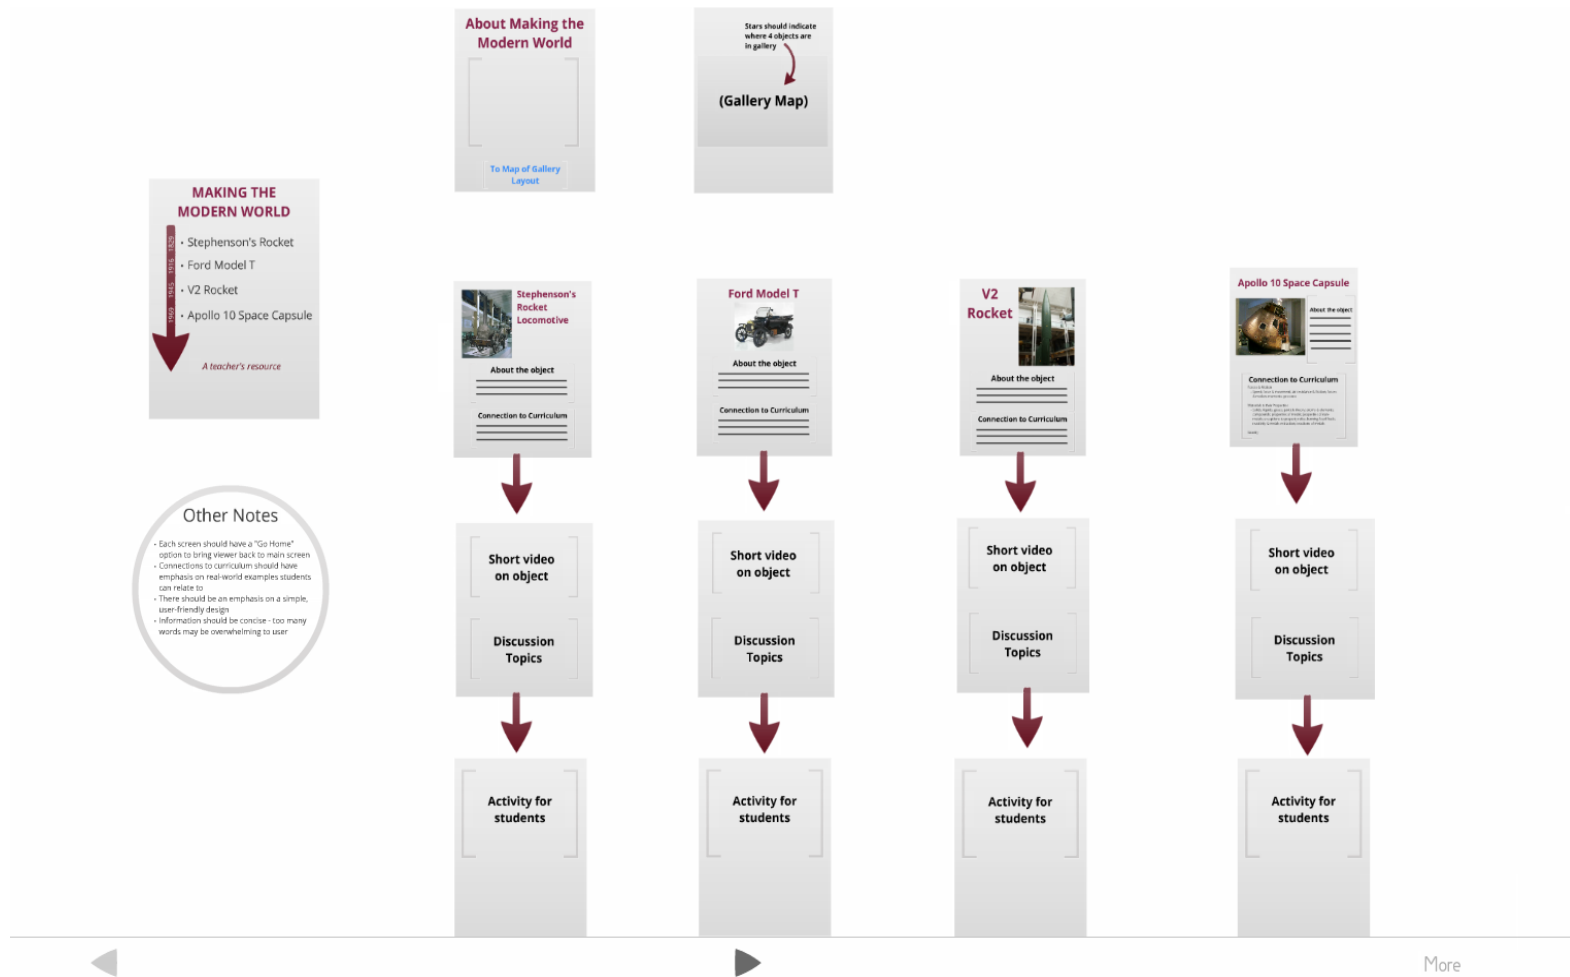 About Making the
Modern World
To Map of Gallery
Layout
Stars should indicate
where 4 objects are
in gallery
(Gallery Map)
MAKING THE
MODERN WORLD
1829
• Stephenson's Rocket
1916
• Ford Model T
1945
• V2 Rocket
1969
• Apollo 10 Space Capsule
A teacher's resource
Other Notes
• Each screen should have a "Go Home"
option to bring viewer back to main screen
• Connections to curriculum should have
emphasis on real-world examples students
can relate to
• There should be an emphasis on a simple,
user-friendly design
• Information should be concise - too many
words may be overwhelming to user
Stephenson's
Rocket
Locomotive
About the object
Connection to Curriculum
Short video
on object
Discussion
Topics
Activity for
students
Ford Model T
About the object
Connection to Curriculum
Short video
on object
Discussion
Topics
Activity for
students
V2
Rocket
About the object
Connection to Curriculum
Short video
on object
Discussion
Topics
Activity for
students
Apollo 10 Space Capsule
About the object
Connection to Curriculum
Short video
on object
Discussion
Topics
Activity for
students
More